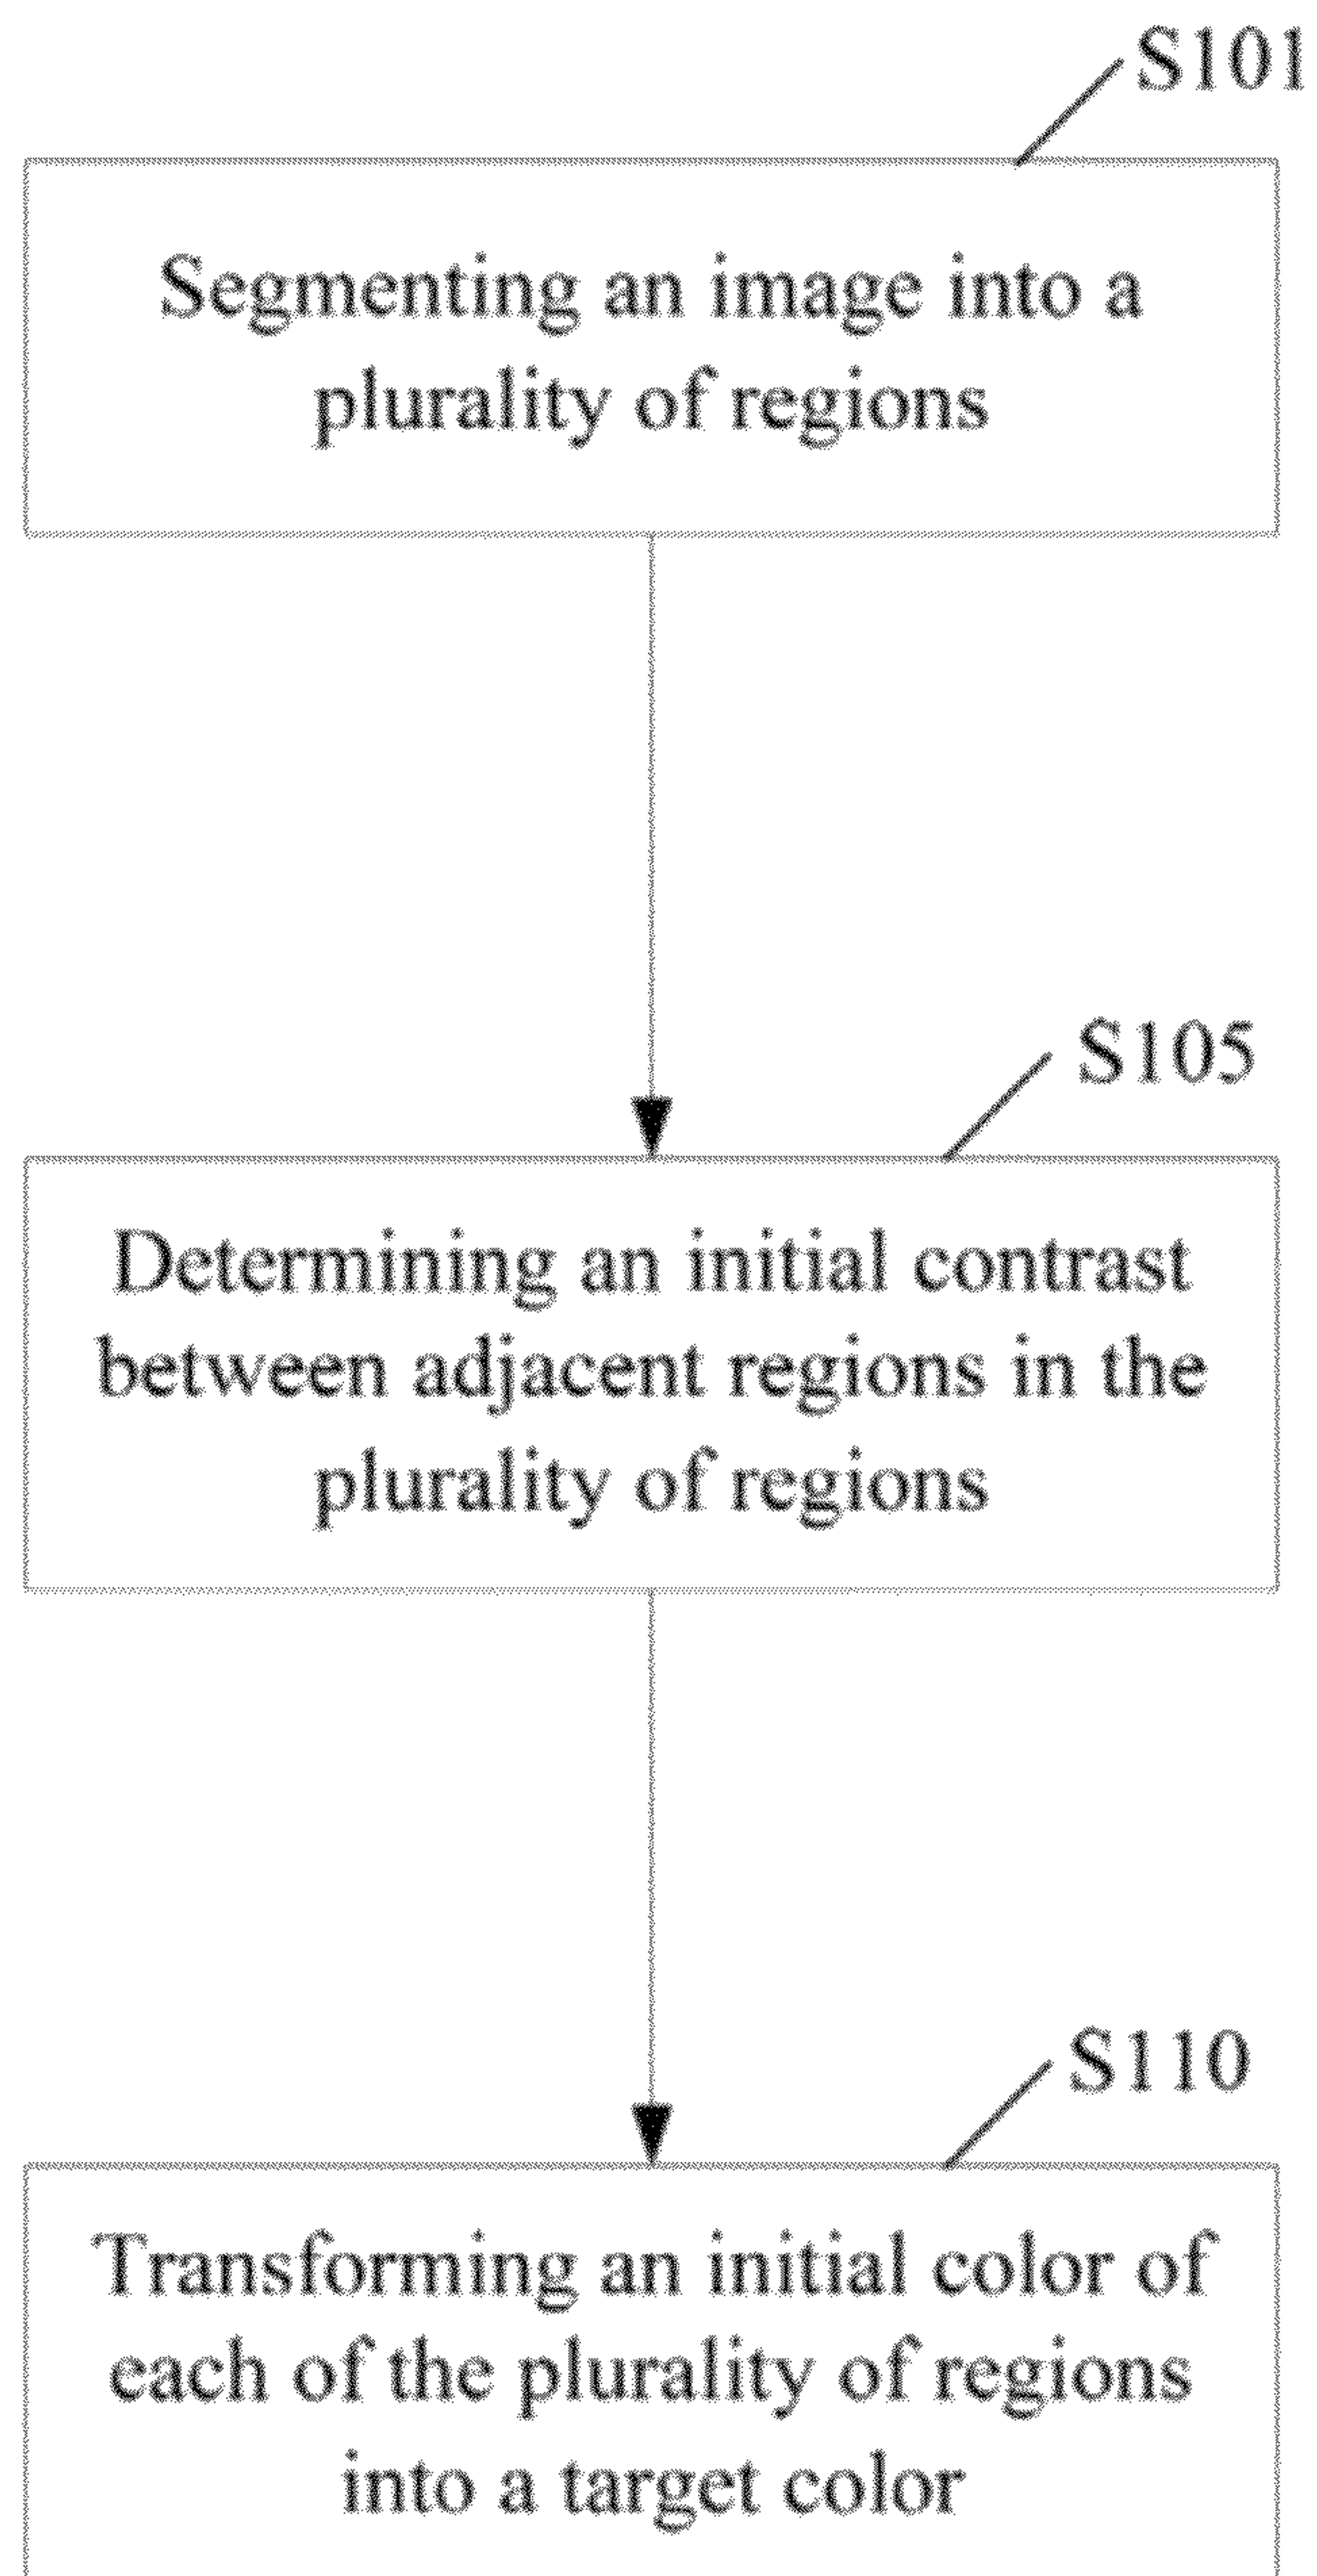 S101
Segmenting an image into a
plurality of regions
S105
Determining an initial contrast
between adjacent regions in the
plurality of regions
S110
Transforming an initial color of
each of the plurality of regions
into a target color